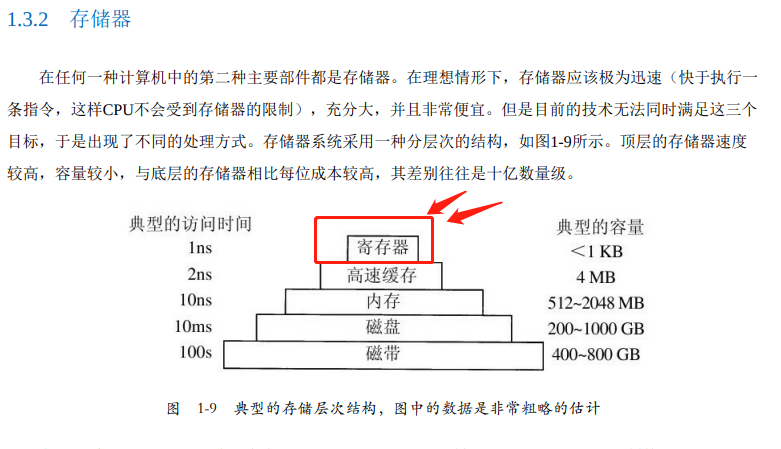 1.3.2 存储器
在任何一种计算机中的第二种主要部件都是存储器。在理想情形下，存储器应该极为迅速（快于执行一
条指令，这样CPU不会受到存储器的限制），充分大，并且非常便宜。但是目前的技术无法同时满足这三个
目标，于是出现了不同的处理方式。存储器系统采用一种分层次的结构，如图1-9所示。顶层的存储器速度
较高，容量较小，与底层的存储器相比每位成本较高，其差别往往是十亿数量级。
典型的访问时间 典型的容量
1ns 寄存器 ＜1 KB
2ns 高速缓存 4 MB
10ns 内存 512~2048 MB
10ms 磁盘 200~1000 GB
100s 磁带 400~800 GB
图 1-9 典型的存储层次结构，图中的数据是非常粗略的估计